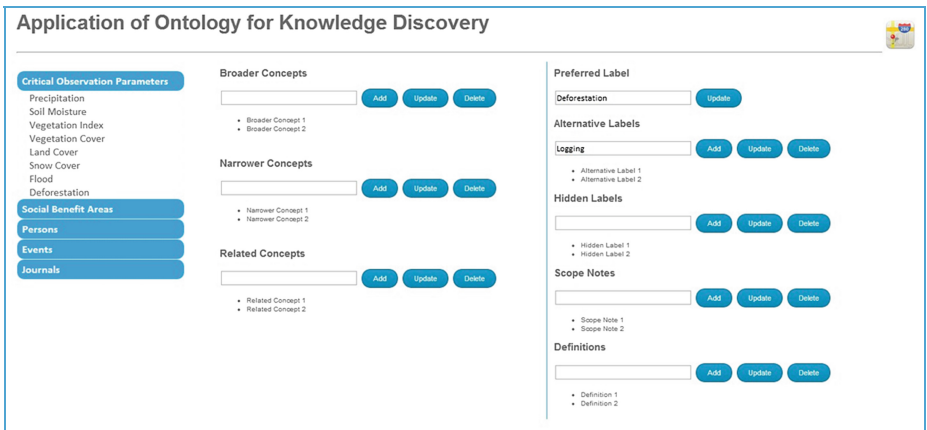 Application of Ontology for Knowledge Discovery
Critical Observation Parameters
Precipitation
Soil Moisture
Vegetation Index
Vegetation Cover
Land Cover
Snow Cover
Flood
Deforestation
Social Benefit Areas
Persons
Events
Journals
Broader Concepts
Add Update Delete
Broader Concept 1
Broader Concept 2
Narrower Concepts
Add Update Delete
Narrower Concept 1
Narrower Concept 2
Related Concepts
Add Update Delete
Related Concept 1
Related Concept 2
Preferred Label
Deforestation Update
Alternative Labels
Logging Add Update Delete
Alternative Label 1
Alternative Label 2
Hidden Labels
Add Update Delete
Hidden Label 1
Hidden Label 2
Scope Notes
Add Update Delete
Scope Note 1
Scope Note 2
Definitions
Add Update Delete
Definition 1
Definition 2